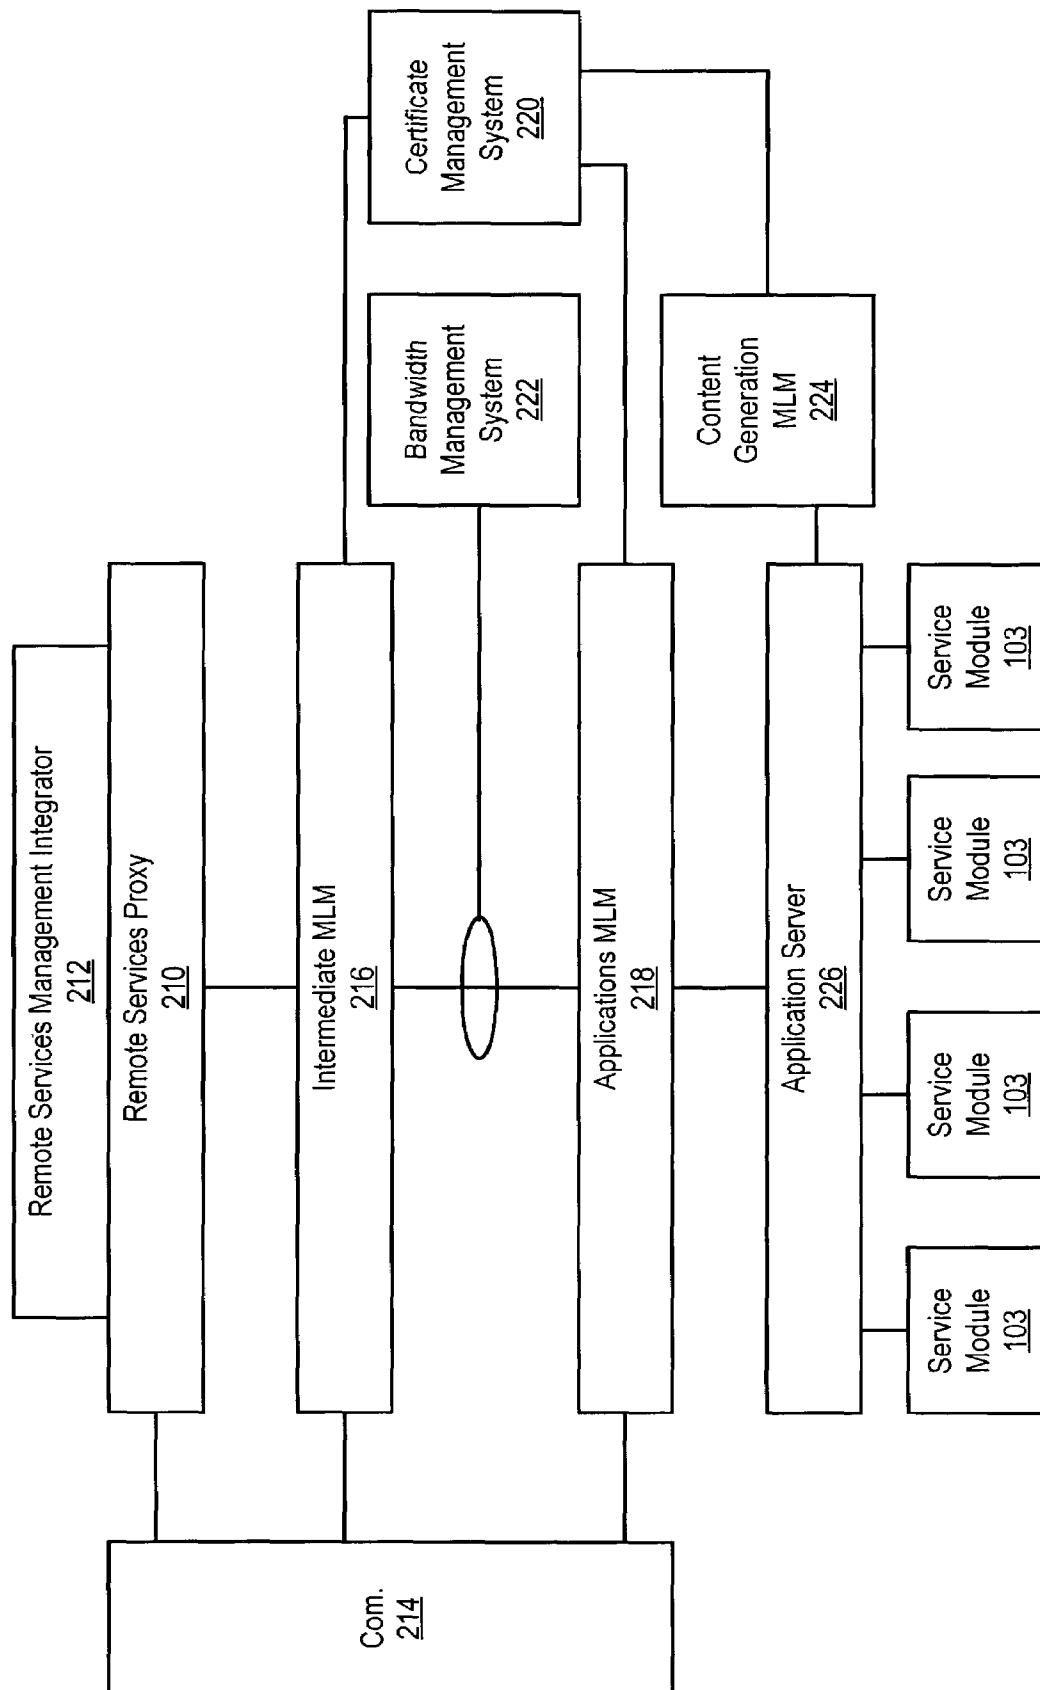 Remote Services Management Integrator
212
Remote Services Proxy
210
Com.
214
Intermediate MLM
216
Certificate
Management
System
220
Bandwidth
Management
System
222
Applications MLM
218
Content
Generation
MLM
224
Application Server
226
Service
Module
103
Service
Module
103
Service
Module
103
Service
Module
103